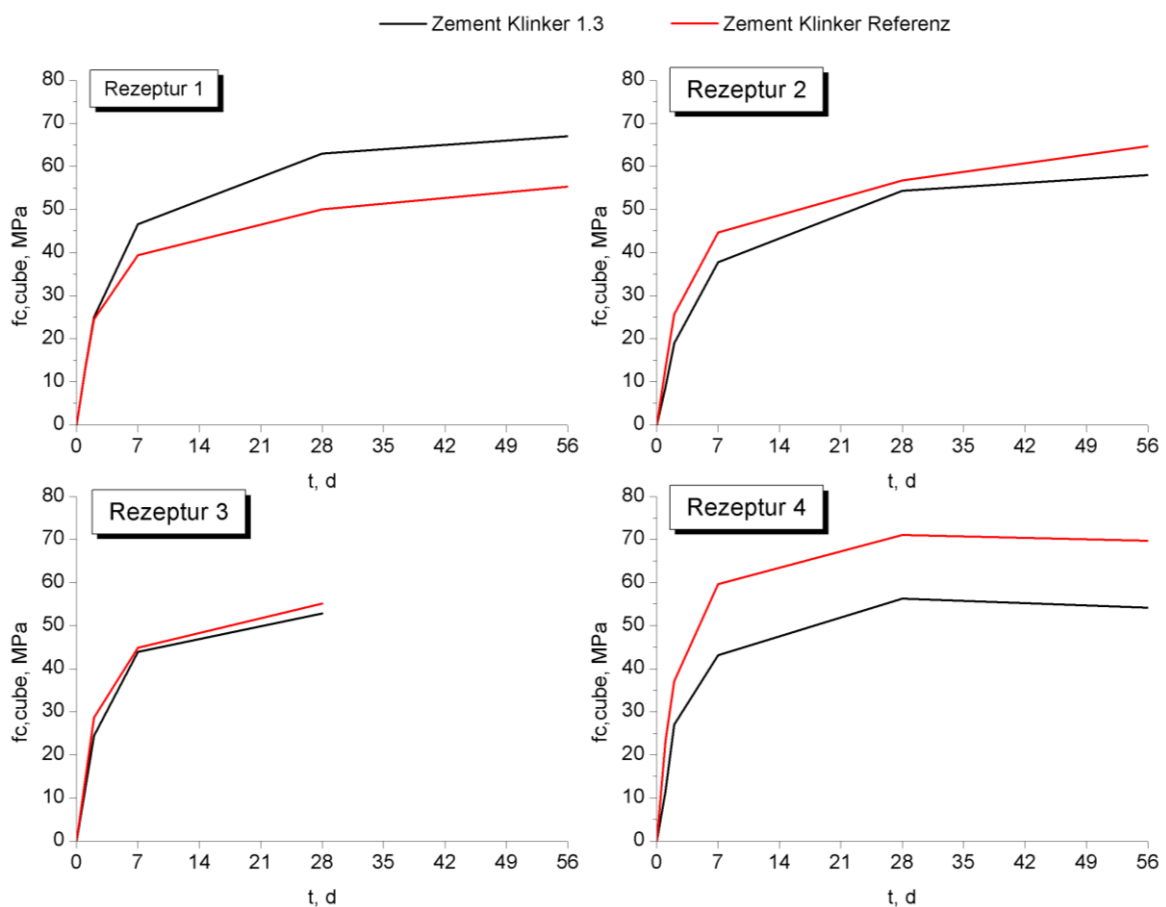 Zement Klinker 1.3 Zement Klinker Referenz
Rezeptur 1
80
70
60
50
40
30
20
10
0
fc,cube, MPa
0 7 14 21 28 35 42 49 56
t, d
Rezeptur 2
80
70
60
50
40
30
20
10
0
fc,cube, MPa
0 7 14 21 28 35 42 49 56
t, d
Rezeptur 3
80
70
60
50
40
30
20
10
0
fc,cube, MPa
0 7 14 21 28 35 42 49 56
t, d
Rezeptur 4
80
70
60
50
40
30
20
10
0
fc,cube, MPa
0 7 14 21 28 35 42 49 56
t, d